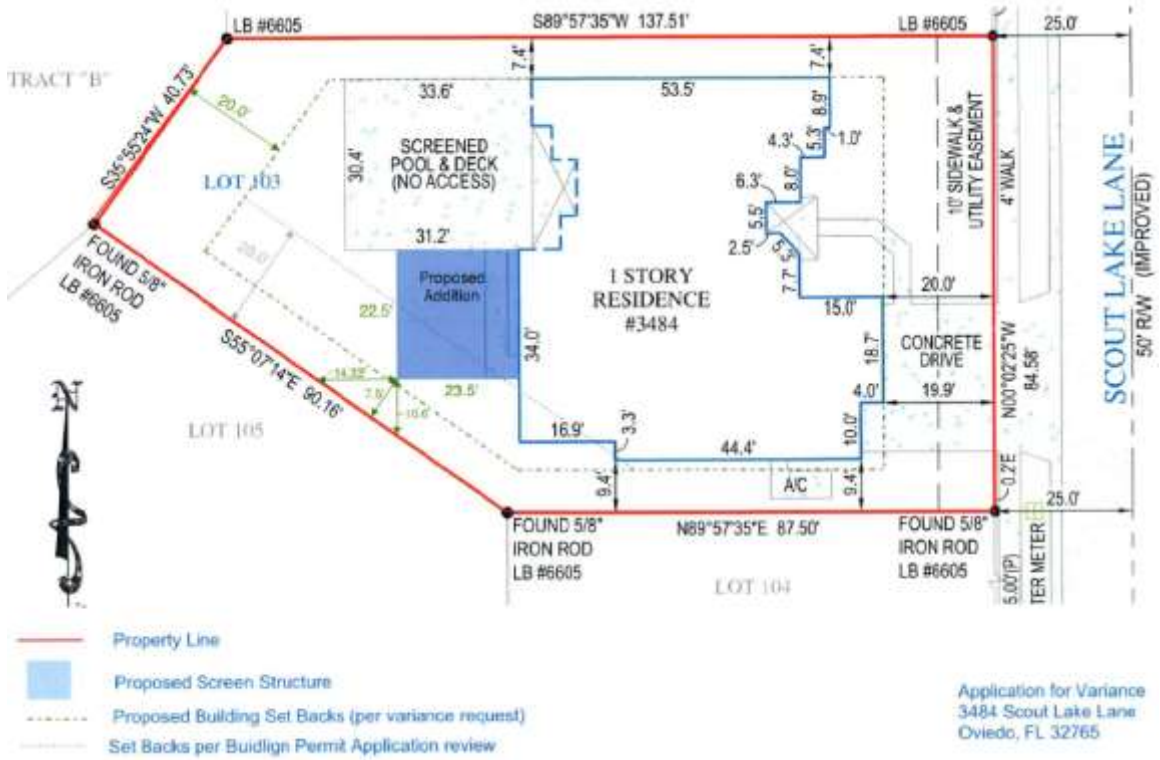 LB #6605
S89°57'35"W 137.51'
LB #6605
25.0'
TRACT "B"
S35°55'24"W 40.73'
20.0'
7.4'
7.4'
33.6'
53.5'
8.9'
1.0'
5.3'
4.3'
8.0'
6.3'
5.5'
2.5'
7.7'
30.4'
SCREENED
POOL & DECK
(NO ACCESS)
LOT 103
31.2'
10' SIDEWALK &
UTILITY EASEMENT
4' WALK
SCOUT LAKE LANE
50' R/W (IMPROVED)
FOUND 5/8"
IRON ROD
LB #6605
20.0'
Proposed
Addition
22.5'
23.5'
34.0'
1 STORY
RESIDENCE
#3484
15.0'
20.0'
18.7'
CONCRETE
DRIVE
N00°02'25"W
84.58'
4.0'
19.9'
10.0'
S55°07'14"E 90.16'
LOT 105
16.9'
3.3'
44.4'
9.4'
9.4'
A/C
0.2'E
25.0'
FOUND 5/8"
IRON ROD
LB #6605
N89°57'35"E 87.50'
FOUND 5/8"
IRON ROD
LB #6605
LOT 104
5.00'(P)
TER METER
Property Line
Proposed Screen Structure
Proposed Building Set Backs (per variance request)
Set Backs per Buidlign Permit Application review
Application for Variance
3484 Scout Lake Lane
Oviedo, FL 32765